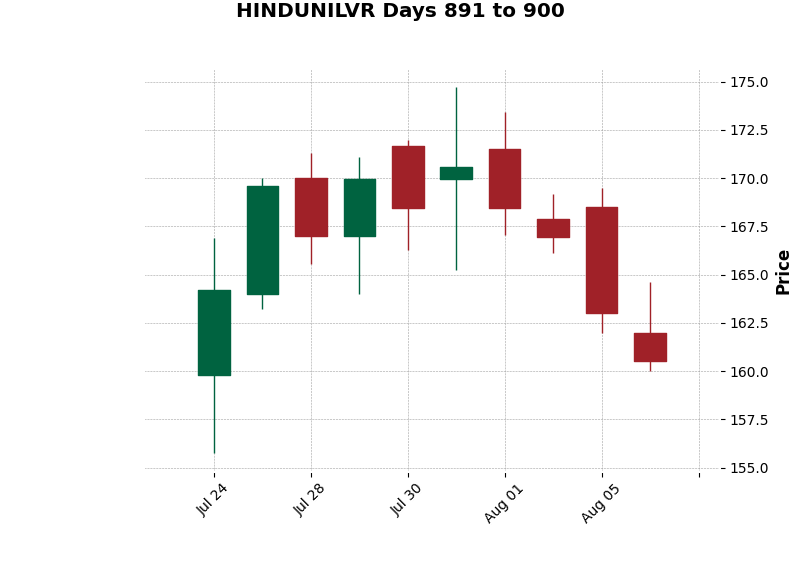 HINDUNILVR Days 891 to 900
175.0
172.5
170.0
167.5
165.0
162.5
160.0
157.5
155.0
Price
Jul 24
Jul 28
Jul 30
Aug 01
Aug 05